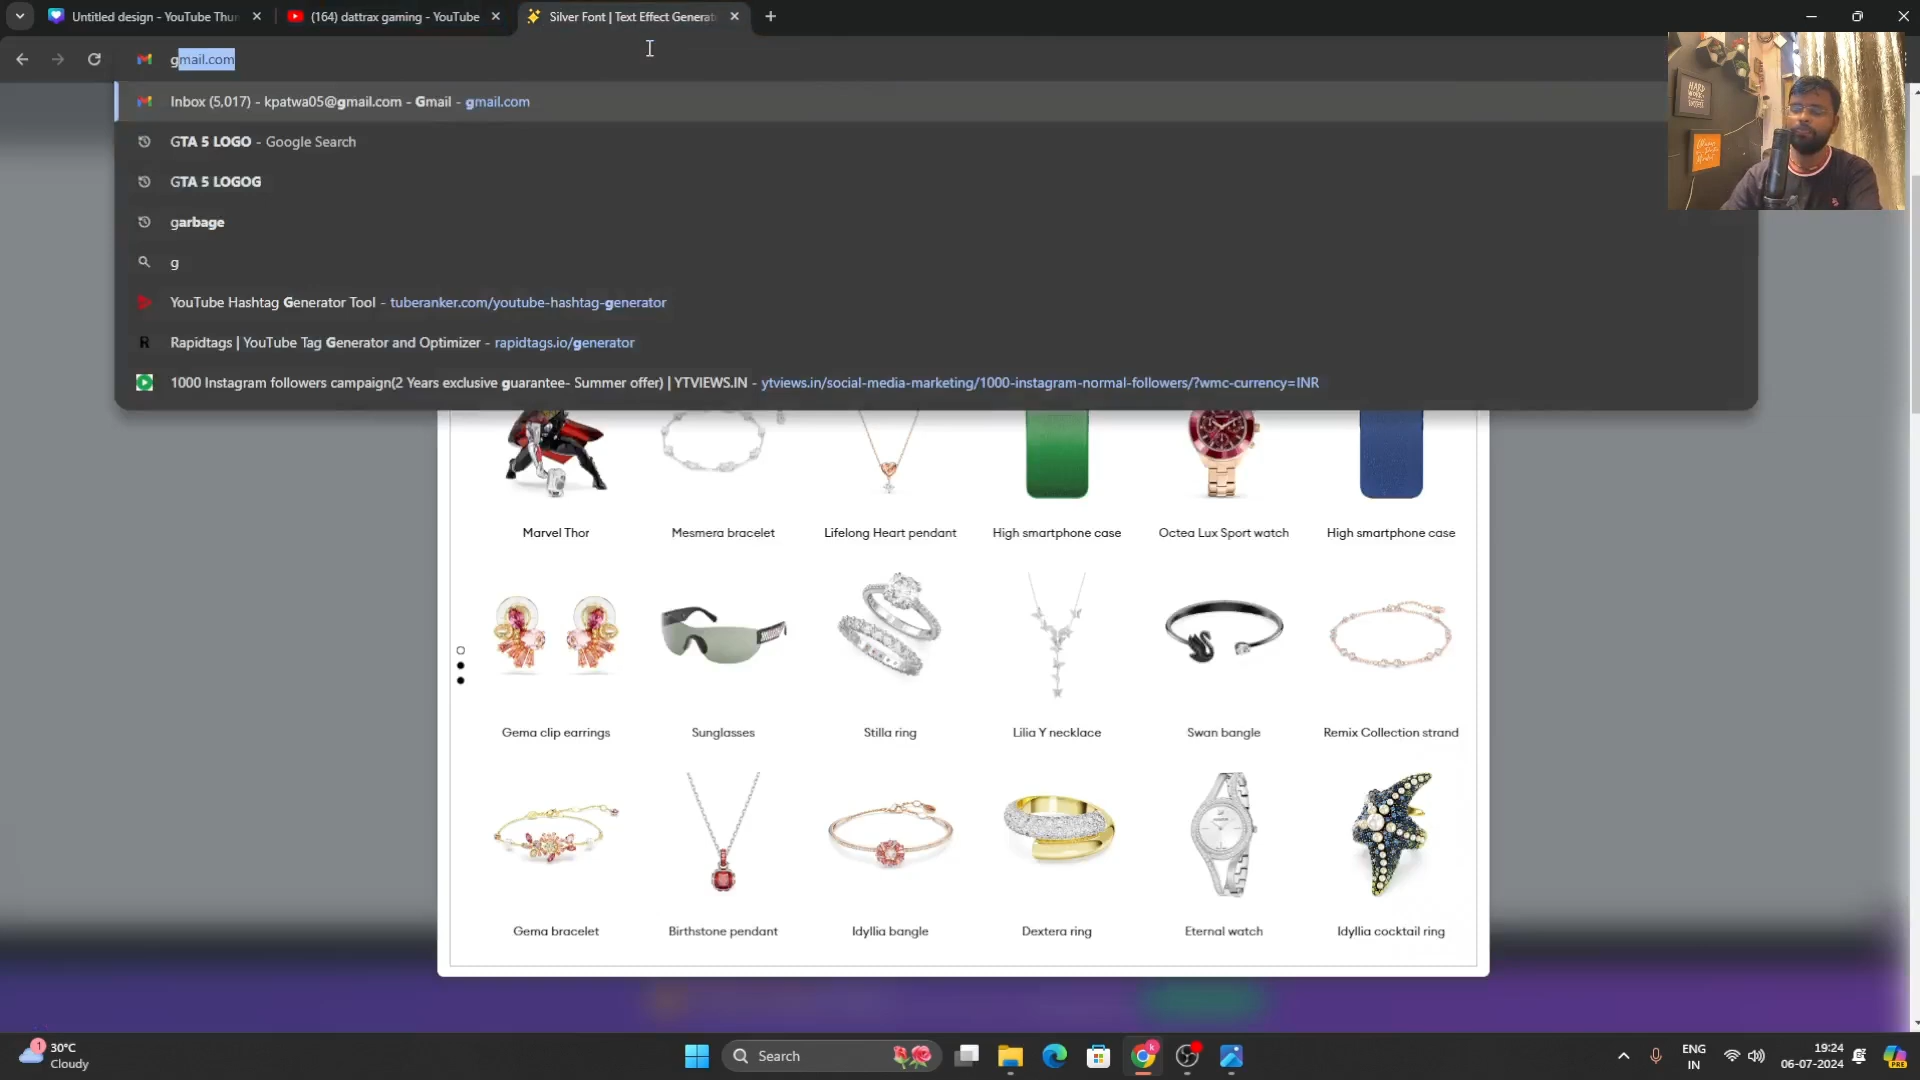 Untitled design - YouTube Thu
(164) dattrax gaming - YouTube
Silver Font | Text Effect Generat
gmail.com
Inbox (5,017) - kpatwa05@gmail.com - Gmail - gmail.com
GTA 5 LOGO - Google Search
GTA 5 LOGOG
garbage
g
YouTube Hashtag Generator Tool - tuberanker.com/youtube-hashtag-generator
R Rapidtags | YouTube Tag Generator and Optimizer - rapidtags.io/generator
1000 Instagram followers campaign(2 Years exclusive guarantee- Summer offer) | YTVIEWS.IN - ytviews.in/social-media-marketing/1000-instagram-normal-followers/?wmc-currency=INR
HARD
WORK
Marvel Thor
Mesmera bracelet
Lifelong Heart pendant
High smartphone case
Octea Lux Sport watch
High smartphone case
Gema clip earrings
Sunglasses
Stilla ring
Lilia Y necklace
Swan bangle
Remix Collection strand
Gema bracelet
Birthstone pendant
Idyllia bangle
Dextera ring
Eternal watch
Idyllia cocktail ring
1
30°C
Cloudy
Search
ENG
IN
19:24
06-07-2024
PRE